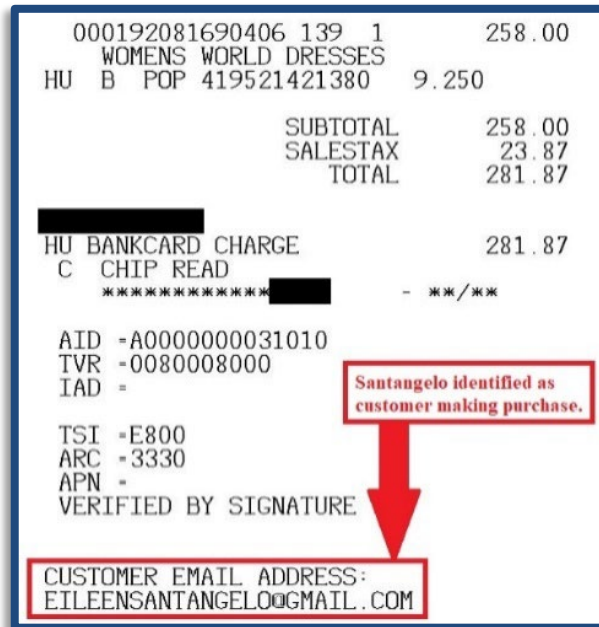 000192081690406 139 1 258.00
WOMENS WORLD DRESSES
HU B POP 419521421380 9.250
SUBTOTAL 258.00
SALESTAX 23.87
TOTAL 281.87
HU BANKCARD CHARGE 281.87
C CHIP READ
************ - **/**
AID =A0000000031010
TVR =0080008000
IAD =
Santangelo identified as
customer making purchase.
TSI =E800
ARC =3330
APN =
VERIFIED BY SIGNATURE
CUSTOMER EMAIL ADDRESS:
EILEENSANTANGELO@GMAIL.COM